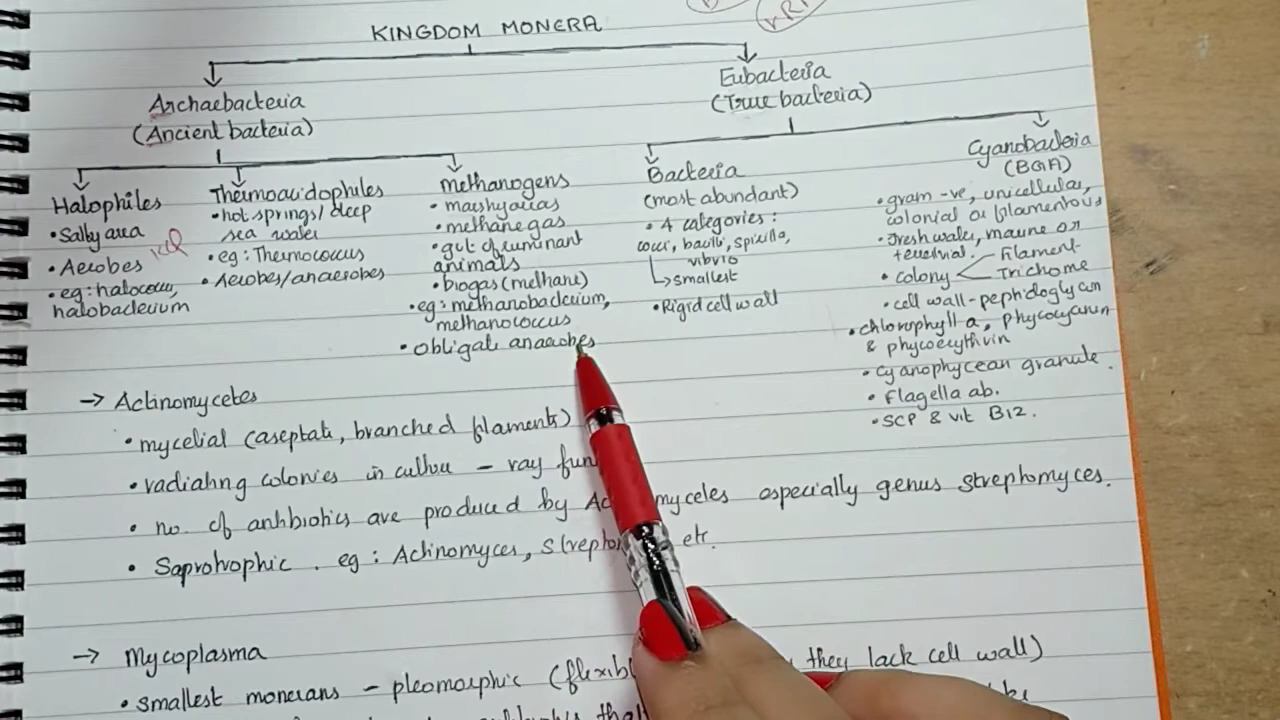 KINGDOM MONERA
Archaebacteria
(Ancient bacteria)
Eubacteria
(True bacteria)
Halophiles
• Salty area
• Aerobes
• eg: halococcus,
halobacterium
Thermoacidophiles
• hot springs/ deep
sea water
• eg: Thermococcus
• Aerobes/anaerobes
methanogens
• marshy areas
• methane gas
• gut of ruminant
animals
• biogas (methane)
• eg: methanobacterium,
methanococcus
• obligate anaerobes
Bacteria
(most abundant)
• 4 categories:
cocci, bacilli, spirilla,
vibrio
→ smallest
• Rigid cell wall
Cyanobacteria
(BGA)
• gram -ve, unicellular,
colonial or filamentous
• fresh water, marine or
terrestrial.
• colony < Filament
Trichome
• cell wall - peptidoglycan
• chlorophyll a, phycocyanin
& phycoerythrin
• cyanophycean granule.
• flagella ab.
• SCP & vit B12.
→ Actinomycetes
• mycelial (aseptate, branched filaments)
• radiating colonies in culture - ray
• no. of antibiotics are produced by especially genus Streptomyces.
• Saprotrophic. eg: Actinomyces, etc.
→ Mycoplasma
• smallest monerans - pleomorphic they lack cell wall)